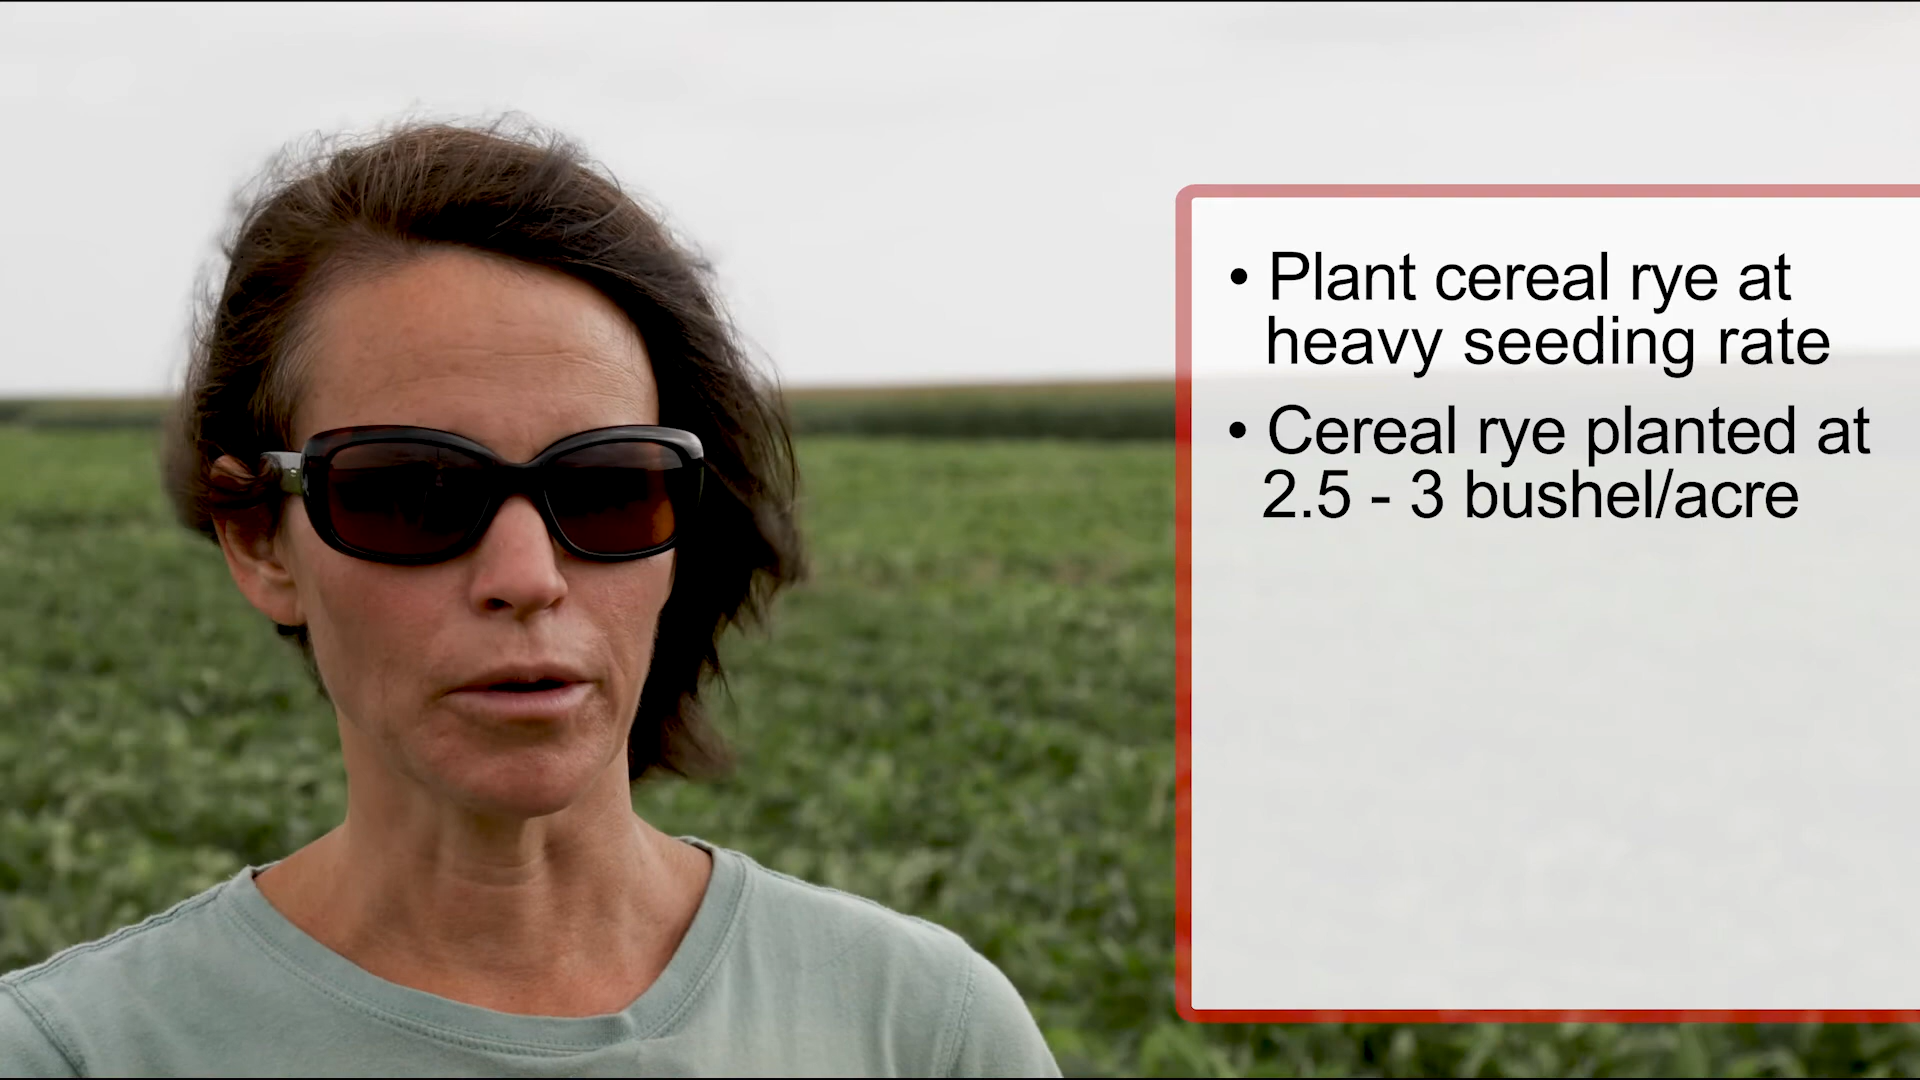 • Plant cereal rye at
heavy seeding rate
• Cereal rye planted at
2.5 - 3 bushel/acre